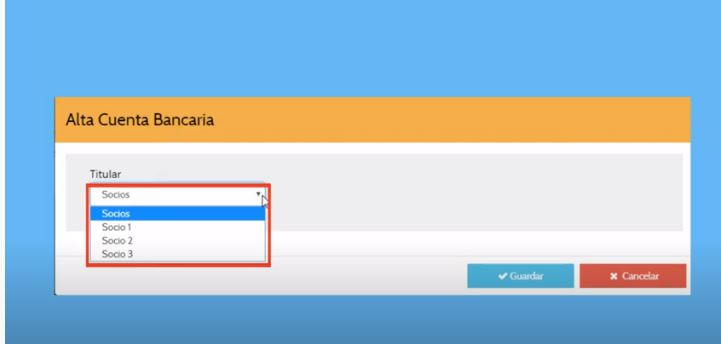 Alta Cuenta Bancaria
Titular
Socios
Socios
Socio 1
Socio 2
Socio 3
Guardar
Cancelar